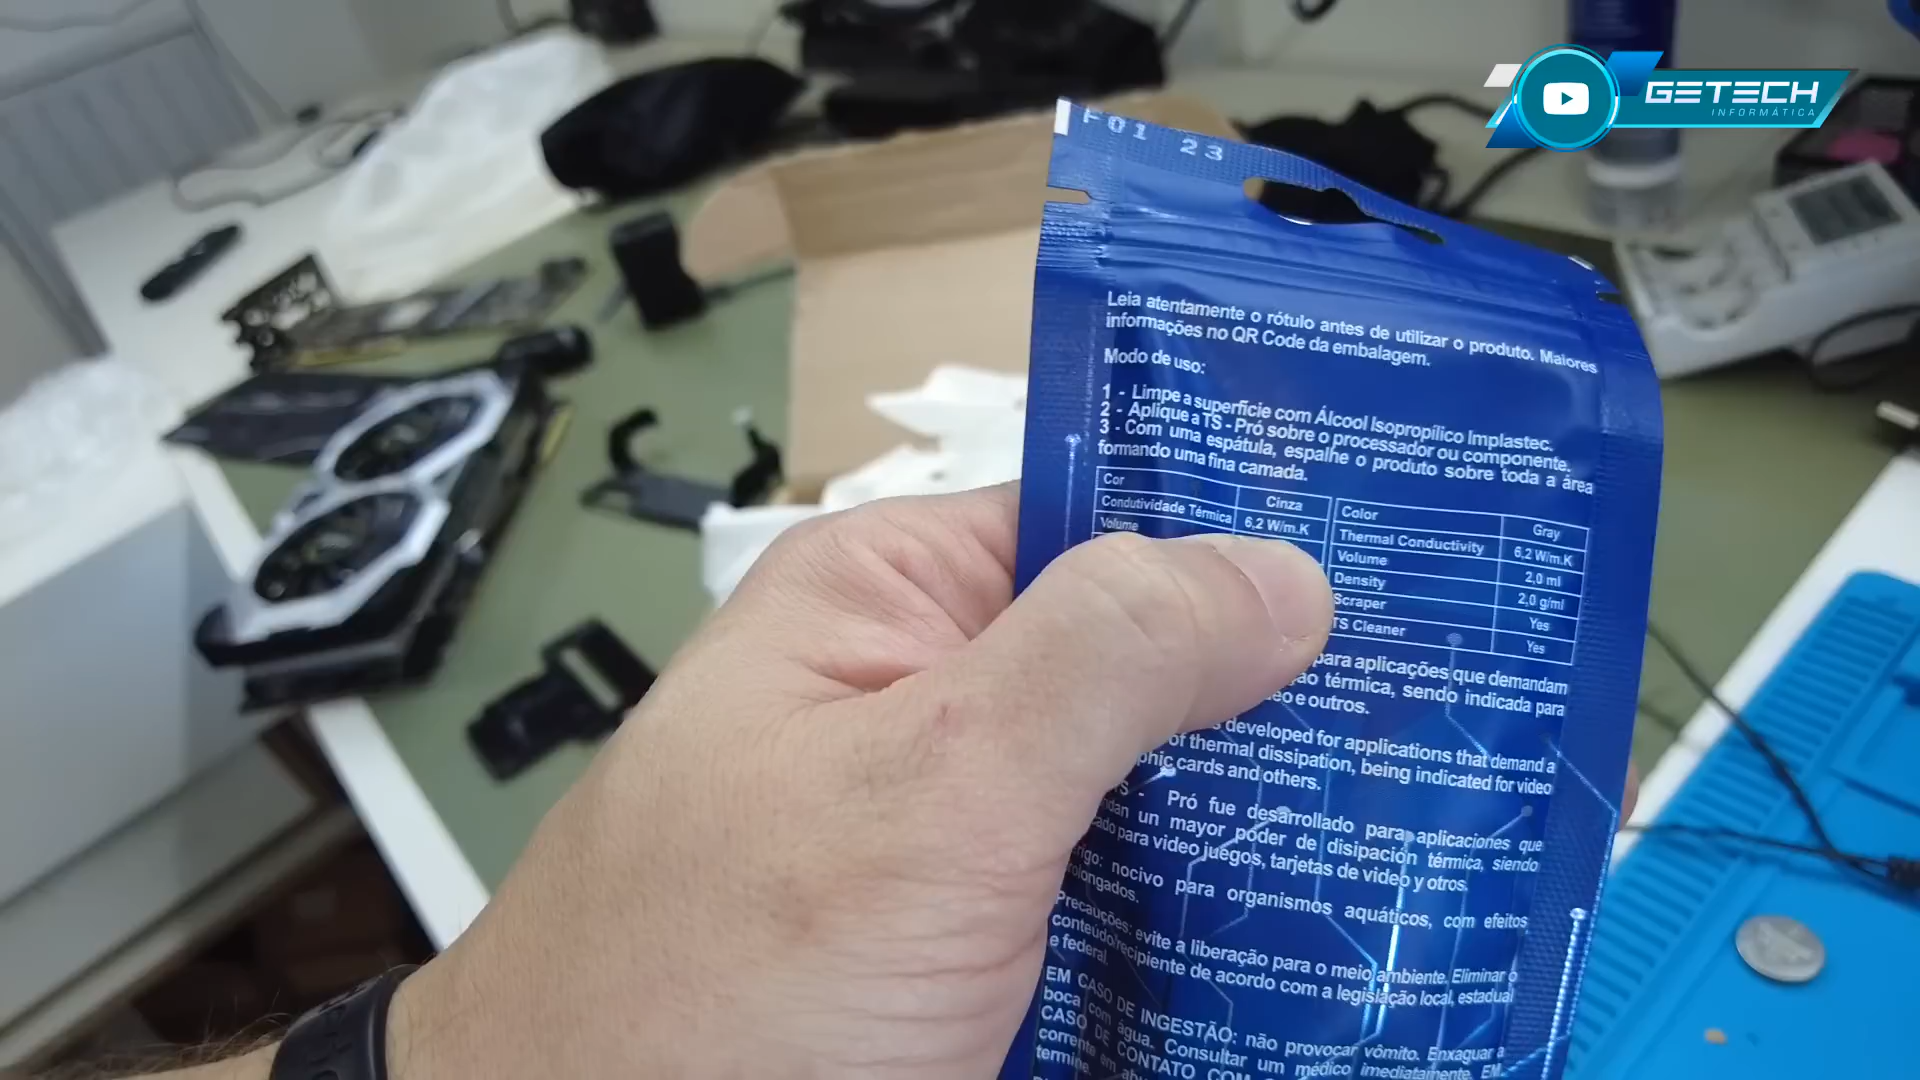 GETECH
INFORMÁTICA
F01 23
Leia atentamente o rótulo antes de utilizar o produto. Maiores
informações no QR Code da embalagem.
Modo de uso:
1 - Limpe a superfície com Álcool Isopropílico Implastec.
2 - Aplique a TS - Pró sobre o processador ou componente.
3 - Com uma espátula, espalhe o produto sobre toda a área
formando uma fina camada.
Cor Cinza
Condutividade Térmica 6,2 W/m.K
Volume
Color Gray
Thermal Conductivity 6,2 W/m.K
Volume 2,0 ml
Density 2,0 g/ml
Scraper Yes
TS Cleaner Yes
para aplicações que demandam
térmica, sendo indicada para
e outros.
developed for applications that demand a
of thermal dissipation, being indicated for video
cards and others.
TS - Pró fue desarrollado para aplicaciones que
un mayor poder de disipación térmica, siendo
para video juegos, tarjetas de video y otros.
nocivo para organismos aquáticos, com efeitos
prolongados.
Precauções: evite a liberação para o meio ambiente. Eliminar o
conteúdo/recipiente de acordo com a legislação local, estadual
e federal.
EM CASO DE INGESTÃO: não provocar vômito. Enxaguar a
boca com água. Consultar um médico imediatamente. EM
CASO DE CONTATO COM
corrente em